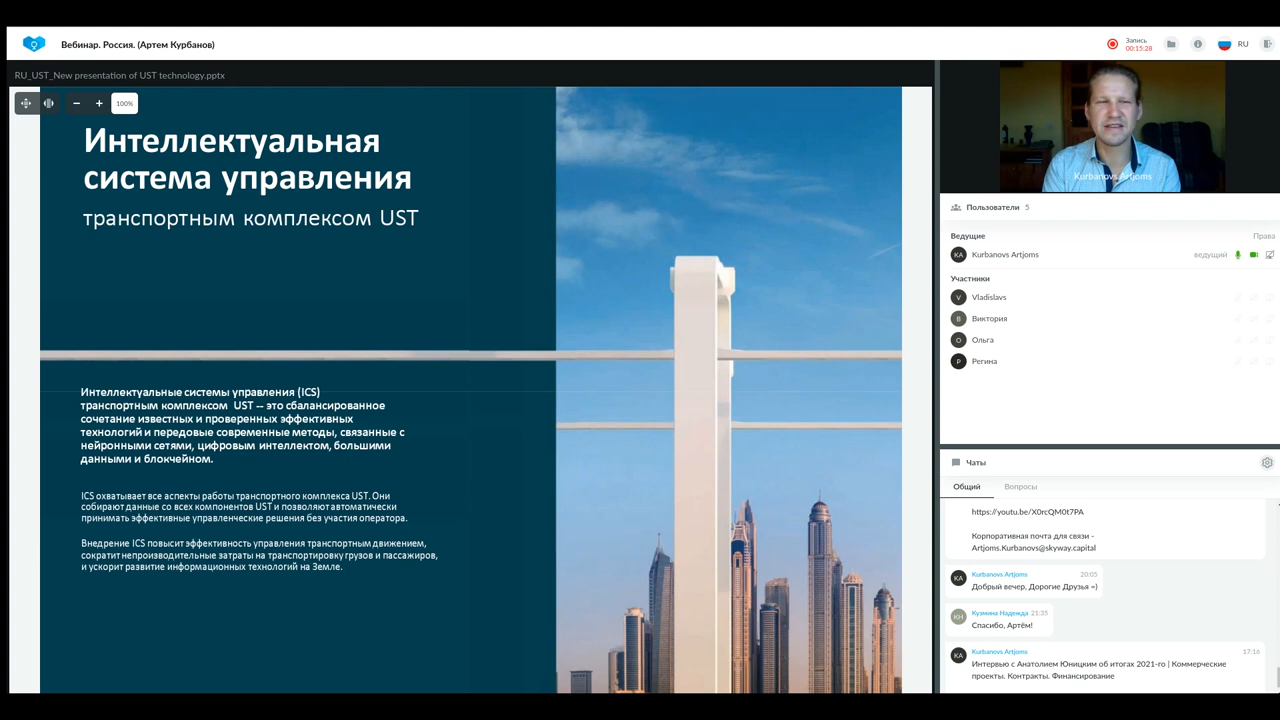 Вебинар. Россия. (Артем Курбанов)
Запись
00:15:28
RU
RU_UST_New presentation of UST technology.pptx
100%
Интеллектуальная
система управления
транспортным комплексом UST
Интеллектуальные системы управления (ICS)
транспортным комплексом UST -- это сбалансированное
сочетание известных и проверенных эффективных
технологий и передовые современные методы, связанные с
нейронными сетями, цифровым интеллектом, большими
данными и блокчейном.
ICS охватывает все аспекты работы транспортного комплекса UST. Они
собирают данные со всех компонентов UST и позволяют автоматически
принимать эффективные управленческие решения без участия оператора.
Внедрение ICS повысит эффективность управления транспортным движением,
сократит непроизводительные затраты на транспортировку грузов и пассажиров,
и ускорит развитие информационных технологий на Земле.
Kurbanovs Artjoms
Пользователи 5
Ведущие Права
KA Kurbanovs Artjoms ведущий
Участники
V Vladislavs
В Виктория
О Ольга
Р Регина
Чаты
Общий Вопросы
https://youtu.be/X0rcQM0t7PA
Корпоративная почта для связи -
Artjoms.Kurbanovs@skyway.capital
KA Kurbanovs Artjoms 20:05
Добрый вечер, Дорогие Друзья =)
КН Кузмина Надежда 21:35
Спасибо, Артём!
KA Kurbanovs Artjoms 17:16
Интервью с Анатолием Юницким об итогах 2021-го | Коммерческие
проекты. Контракты. Финансирование